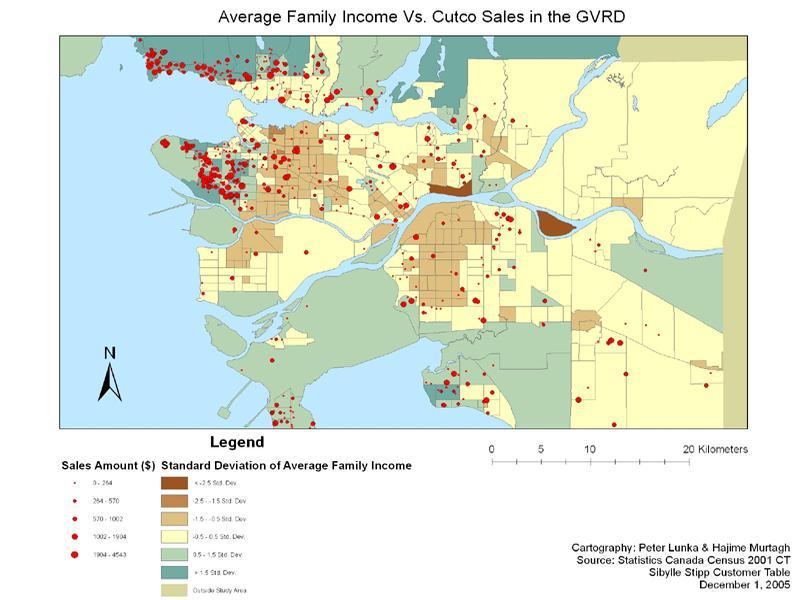 Average Family Income Vs. Cutco Sales in the GVRD
N
Legend
Sales Amount ($) Standard Deviation of Average Family Income
0 - 264 < -2.5 Std. Dev.
264 - 570 -2.5 - -1.5 Std. Dev.
570 - 1002 -1.5 - -0.5 Std. Dev.
1002 - 1904 -0.5 - 0.5 Std. Dev.
1904 - 4543 0.5 - 1.5 Std. Dev.
> 1.5 Std. Dev.
Outside Study Area
0 5 10 20 Kilometers
Cartography: Peter Lunka & Hajime Murtagh
Source: Statistics Canada Census 2001 CT
Sibylle Stipp Customer Table
December 1, 2005